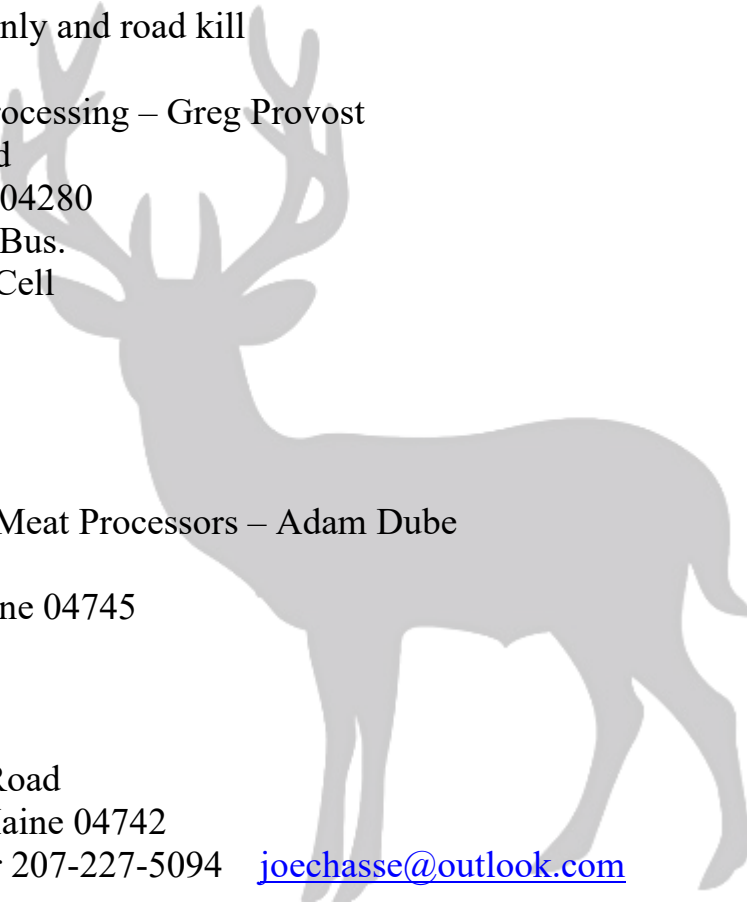 nly and road kill
rocessing – Greg Provost
d
04280
Bus.
Cell
Meat Processors – Adam Dube
ne 04745
Road
aine 04742
207-227-5094 joechasse@outlook.com